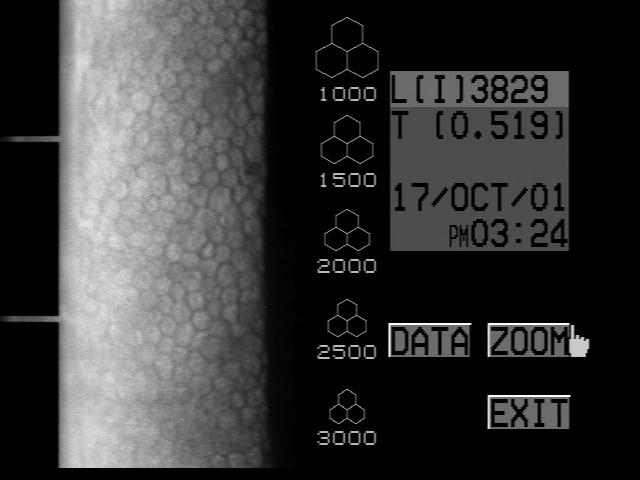 1000
1500
2000
2500
3000
L(I)3829
T (0.519)
17/OCT/01
PM03:24
DATA
ZOOM
EXIT